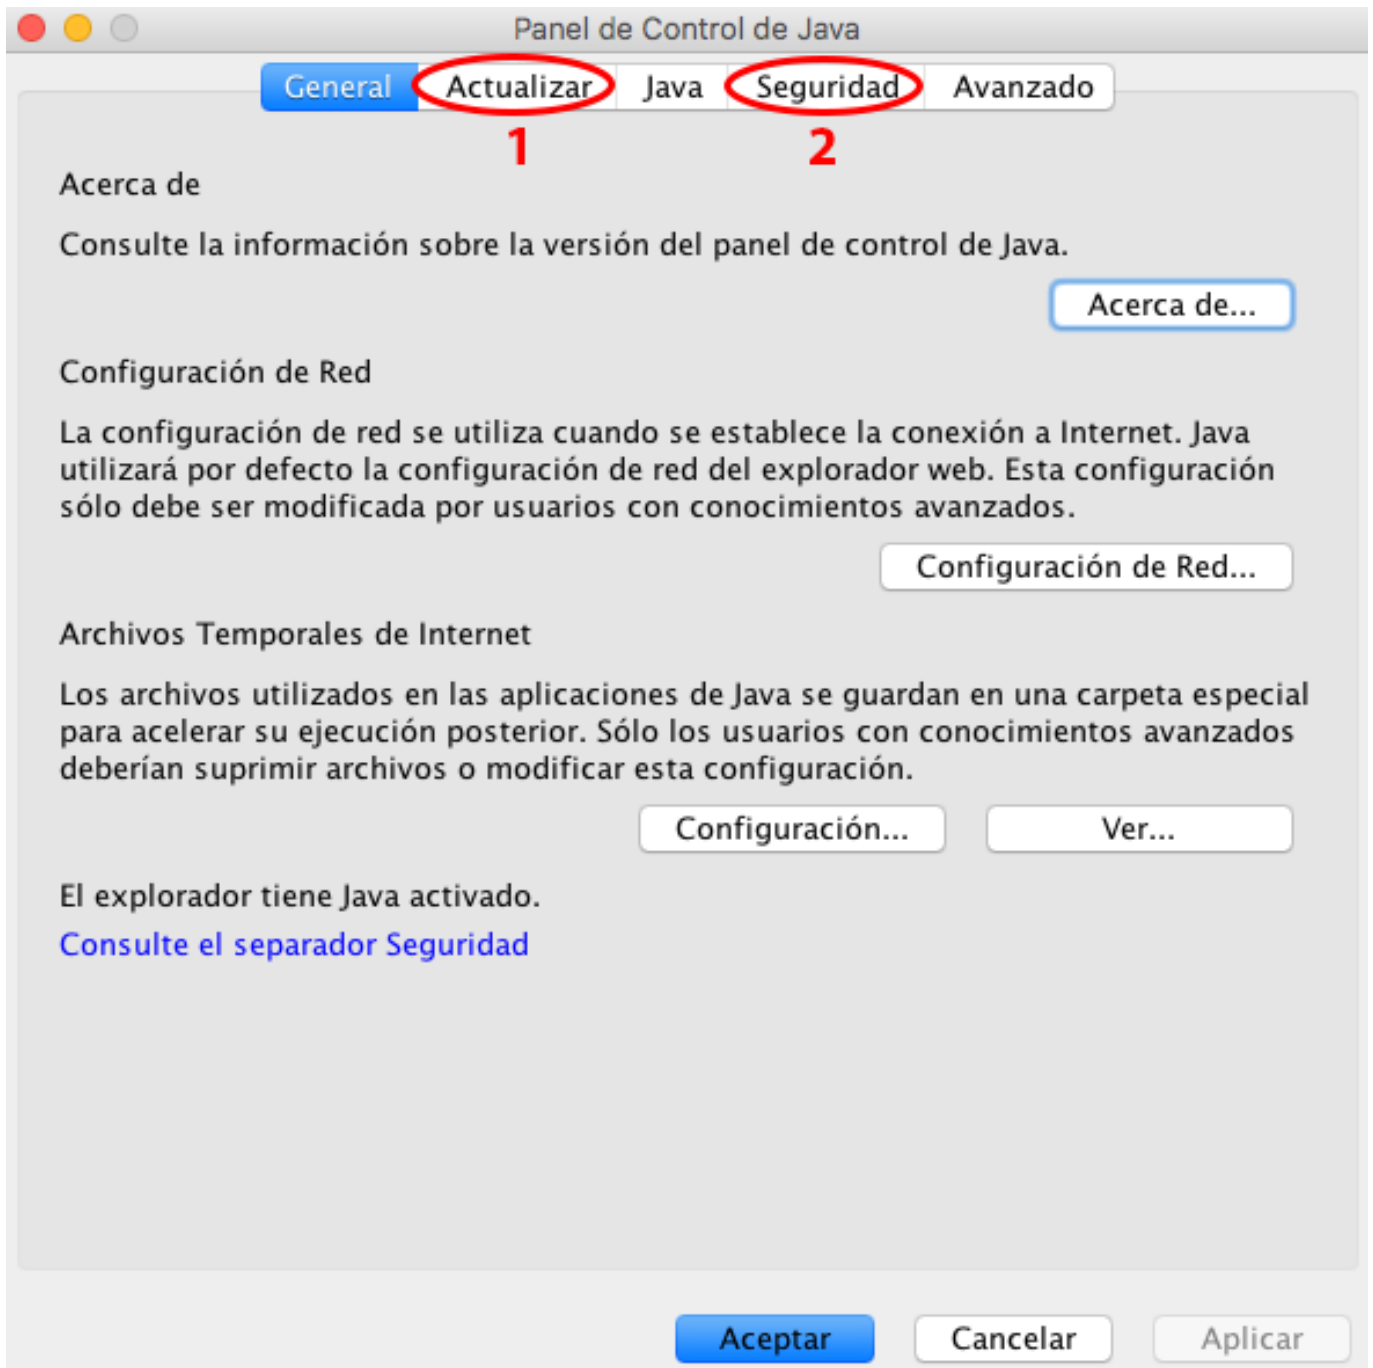 Panel de Control de Java
General Actualizar Java Seguridad Avanzado
1 2
Acerca de
Consulte la información sobre la versión del panel de control de Java.
Acerca de...
Configuración de Red
La configuración de red se utiliza cuando se establece la conexión a Internet. Java
utilizará por defecto la configuración de red del explorador web. Esta configuración
sólo debe ser modificada por usuarios con conocimientos avanzados.
Configuración de Red...
Archivos Temporales de Internet
Los archivos utilizados en las aplicaciones de Java se guardan en una carpeta especial
para acelerar su ejecución posterior. Sólo los usuarios con conocimientos avanzados
deberían suprimir archivos o modificar esta configuración.
Configuración... Ver...
El explorador tiene Java activado.
Consulte el separador Seguridad
Aceptar Cancelar Aplicar